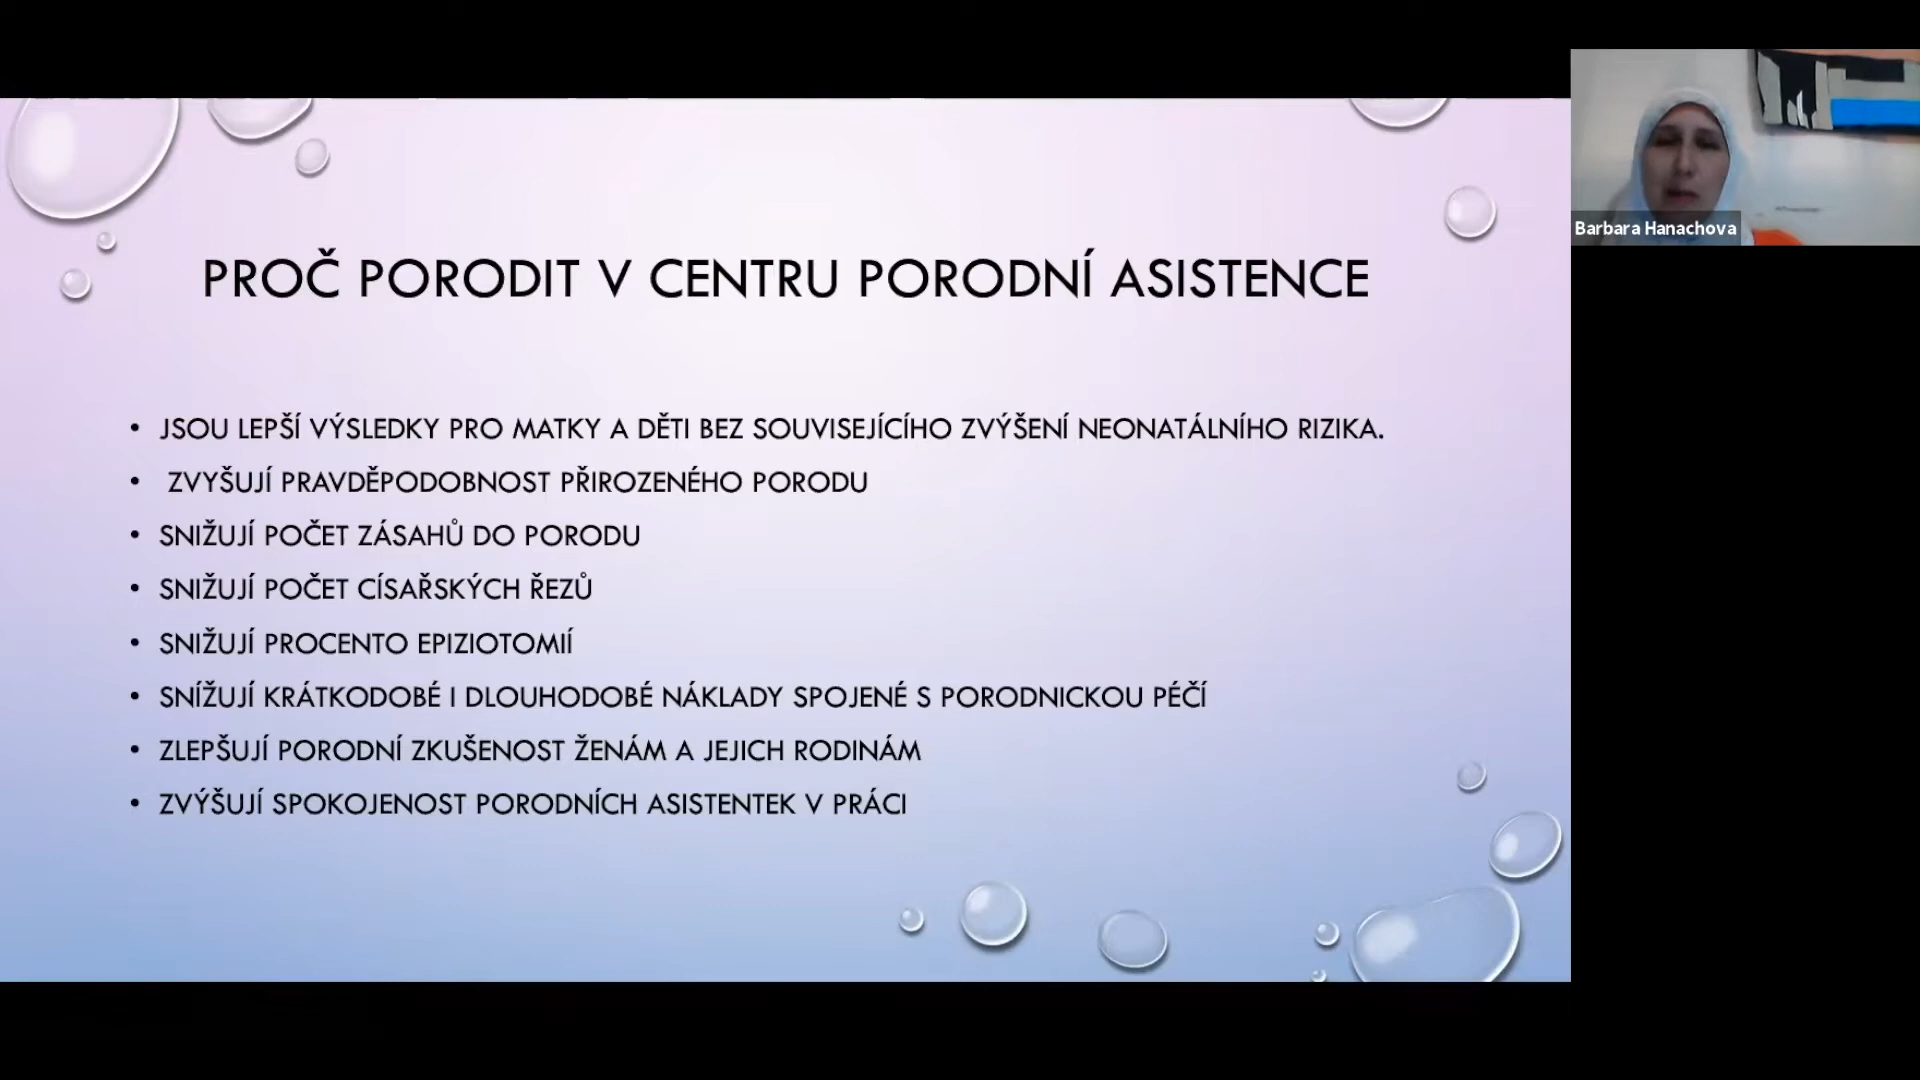 PROČ PORODIT V CENTRU PORODNÍ ASISTENCE
• JSOU LEPŠÍ VÝSLEDKY PRO MATKY A DĚTI BEZ SOUVISEJÍCÍHO ZVÝŠENÍ NEONATÁLNÍHO RIZIKA.
• ZVYŠUJÍ PRAVDĚPODOBNOST PŘIROZENÉHO PORODU
• SNIŽUJÍ POČET ZÁSAHŮ DO PORODU
• SNIŽUJÍ POČET CÍSAŘSKÝCH ŘEZŮ
• SNIŽUJÍ PROCENTO EPIZIOTOMIÍ
• SNÍŽUJÍ KRÁTKODOBÉ I DLOUHODOBÉ NÁKLADY SPOJENÉ S PORODNICKOU PÉČÍ
• ZLEPŠUJÍ PORODNÍ ZKUŠENOST ŽENÁM A JEJICH RODINÁM
• ZVÝŠUJÍ SPOKOJENOST PORODNÍCH ASISTENTEK V PRÁCI
Barbara Hanachova